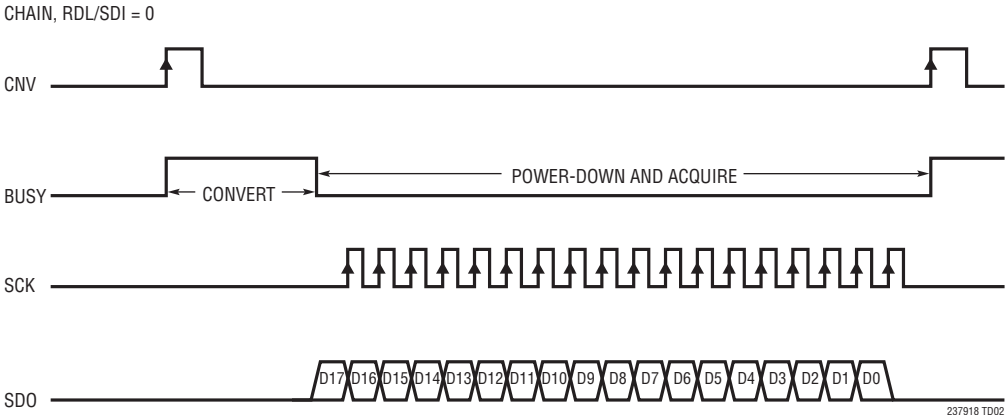 CHAIN, RDL/SDI = 0
CNV
BUSY
CONVERT
POWER-DOWN AND ACQUIRE
SCK
SDO
D17 D16 D15 D14 D13 D12 D11 D10 D9 D8 D7 D6 D5 D4 D3 D2 D1 D0
237918 TD02